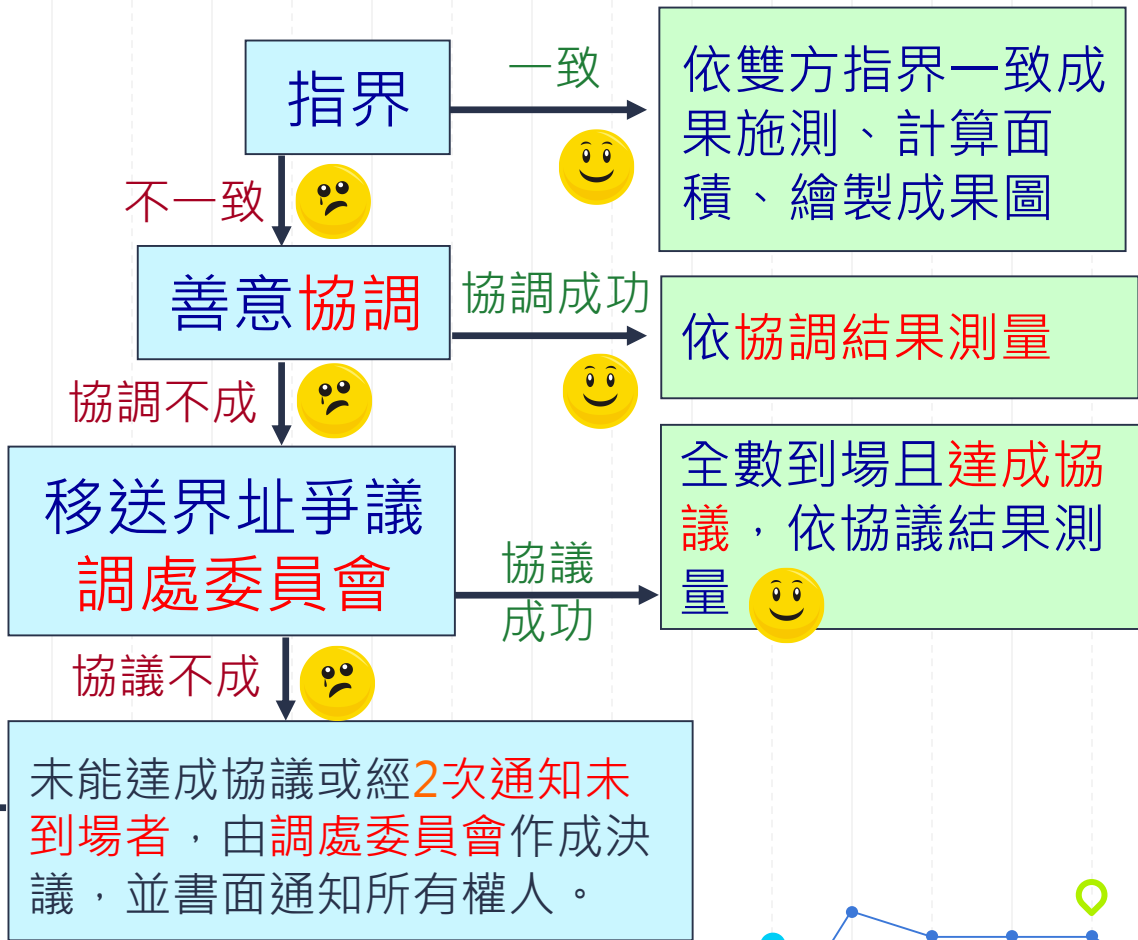 指界
一致
依雙方指界一致成
果施測、計算面
積、繪製成果圖
不一致
善意協調
協調成功
依協調結果測量
協調不成
移送界址爭議
調處委員會
協議
成功
全數到場且達成協
議，依協議結果測
量
協議不成
未能達成協議或經2次通知未
到場者，由調處委員會作成決
議，並書面通知所有權人。